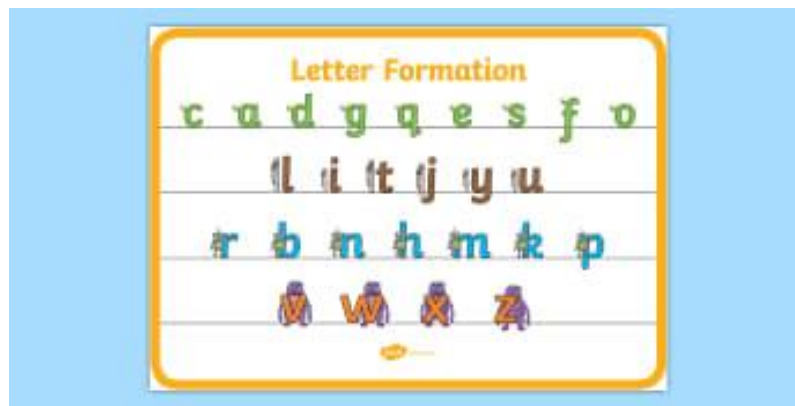 Letter Formation
c a d g q e s f o
l i t j y u
r b n h m k p
v w x z